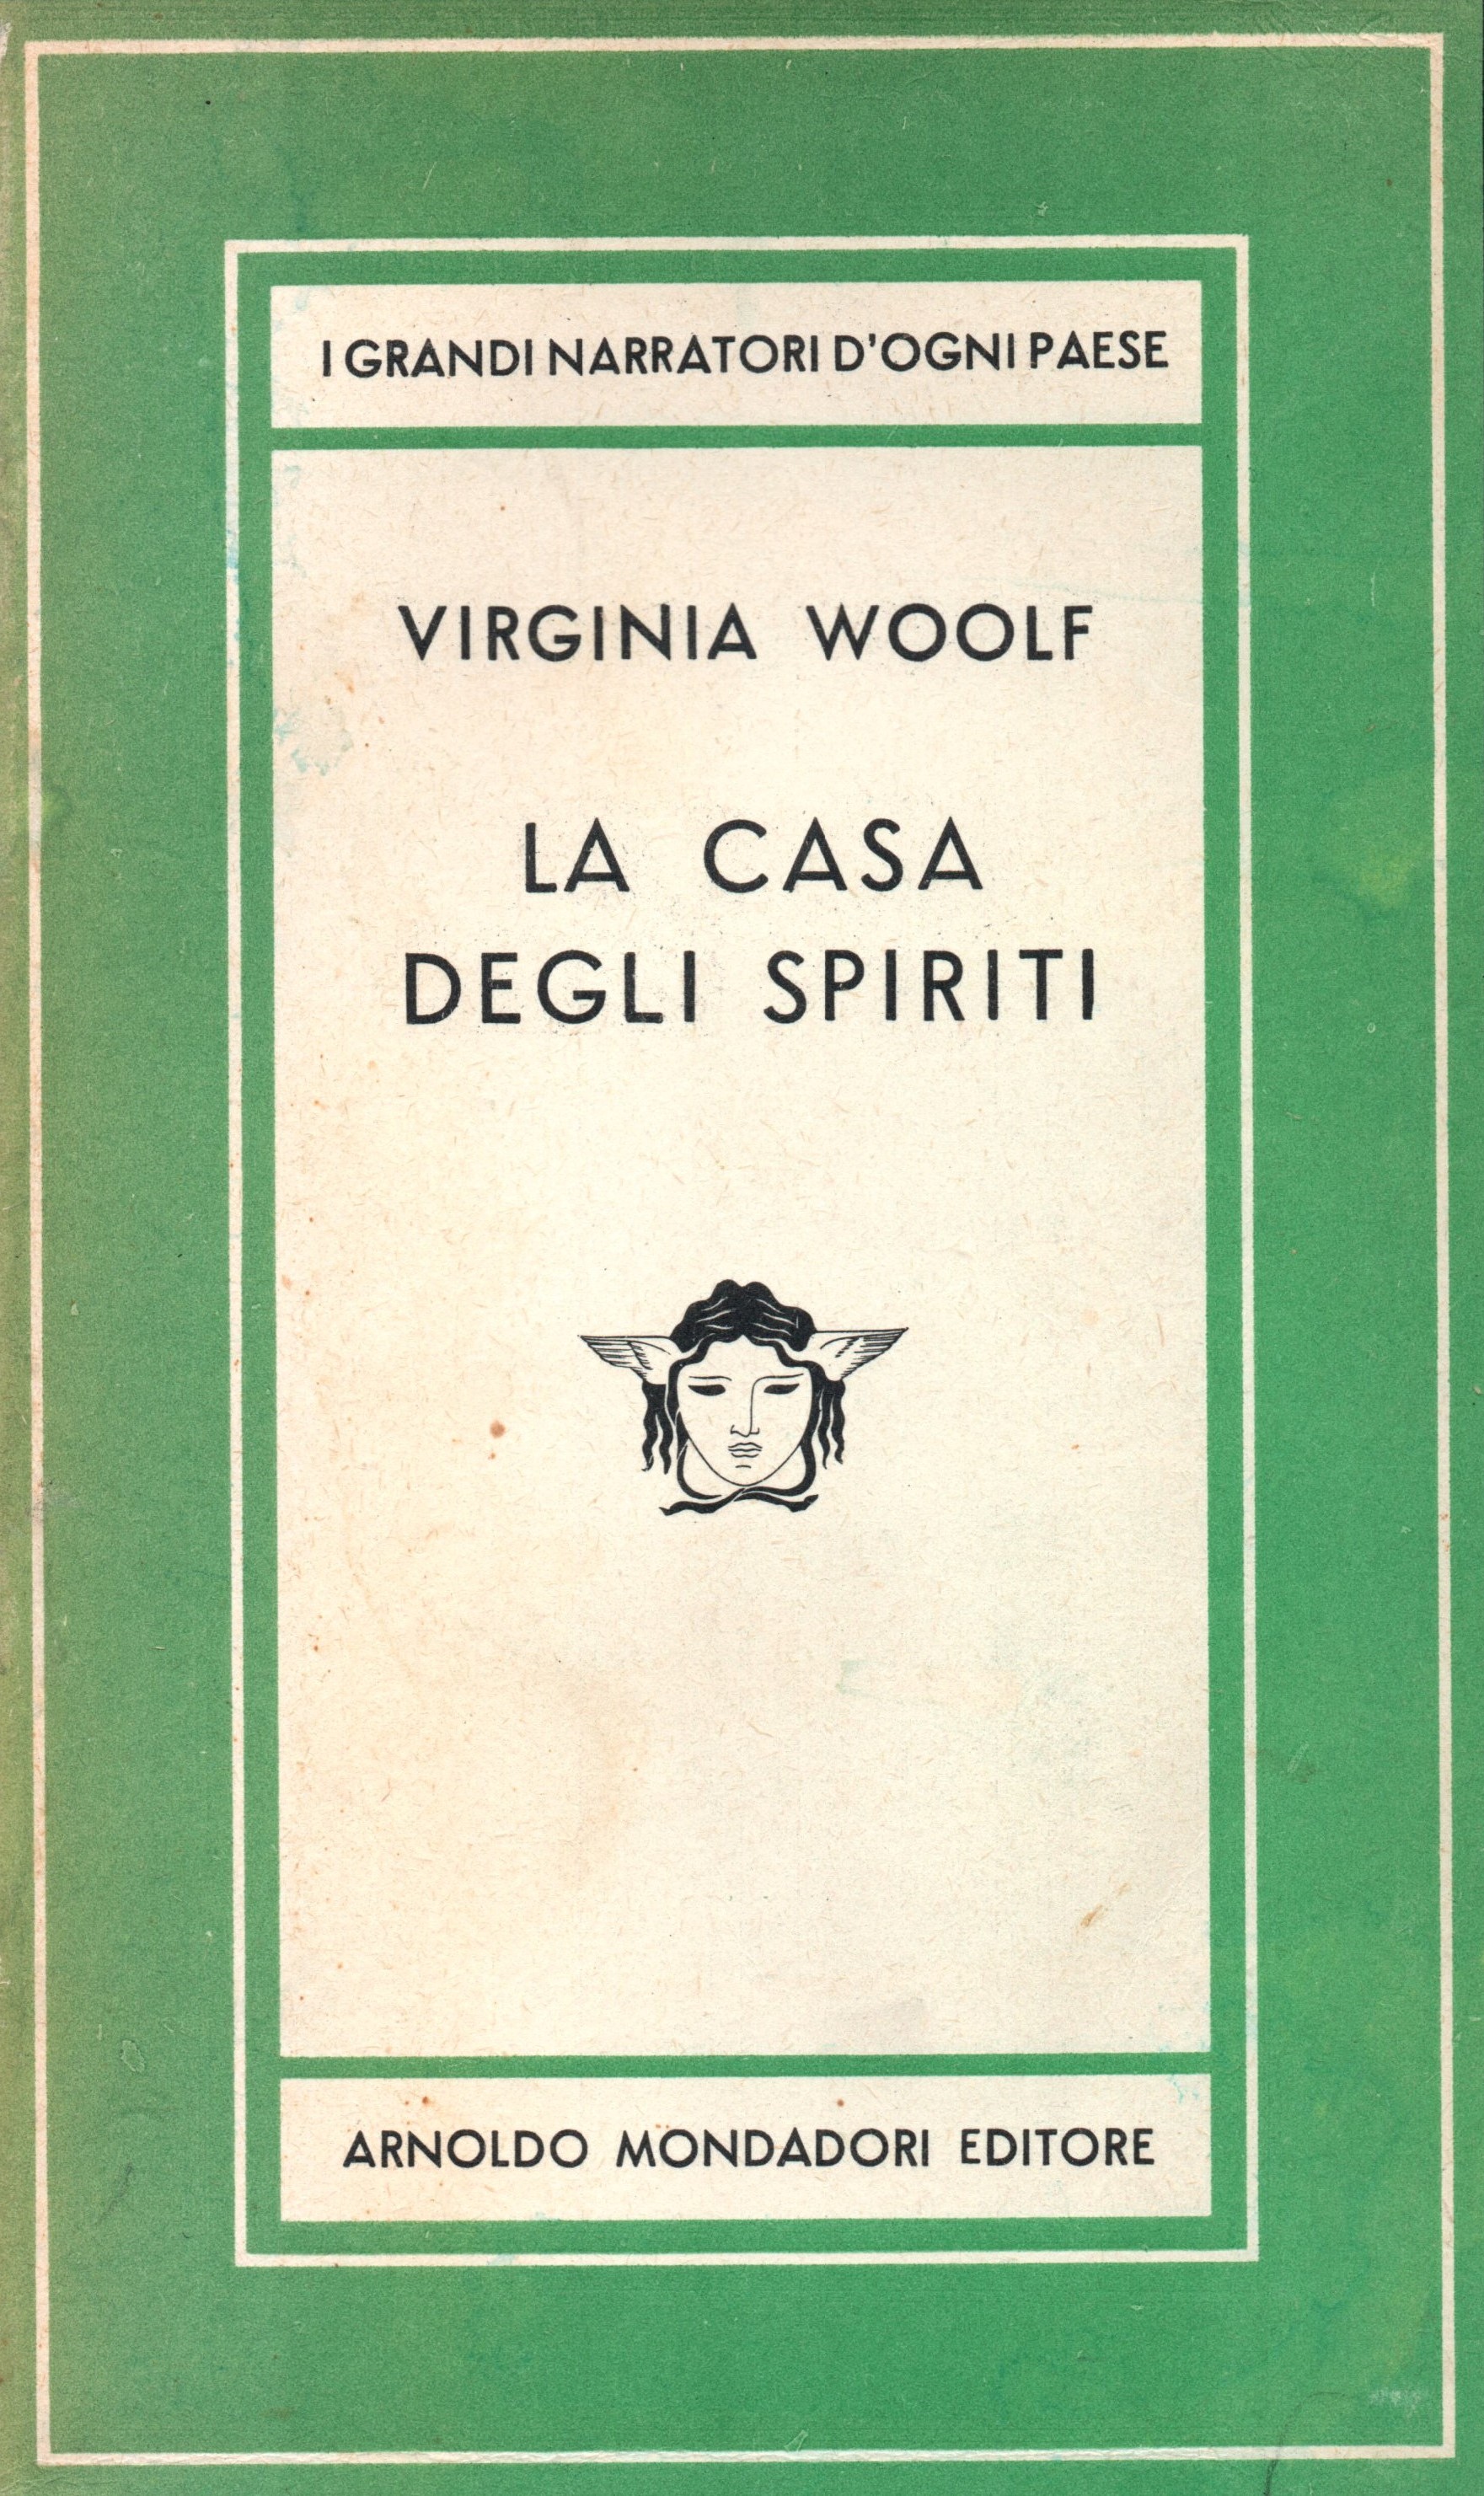 I GRANDI NARRATORI D'OGNI PAESE
VIRGINIA WOOLF
LA CASA
DEGLI SPIRITI
ARNOLDO MONDADORI EDITORE